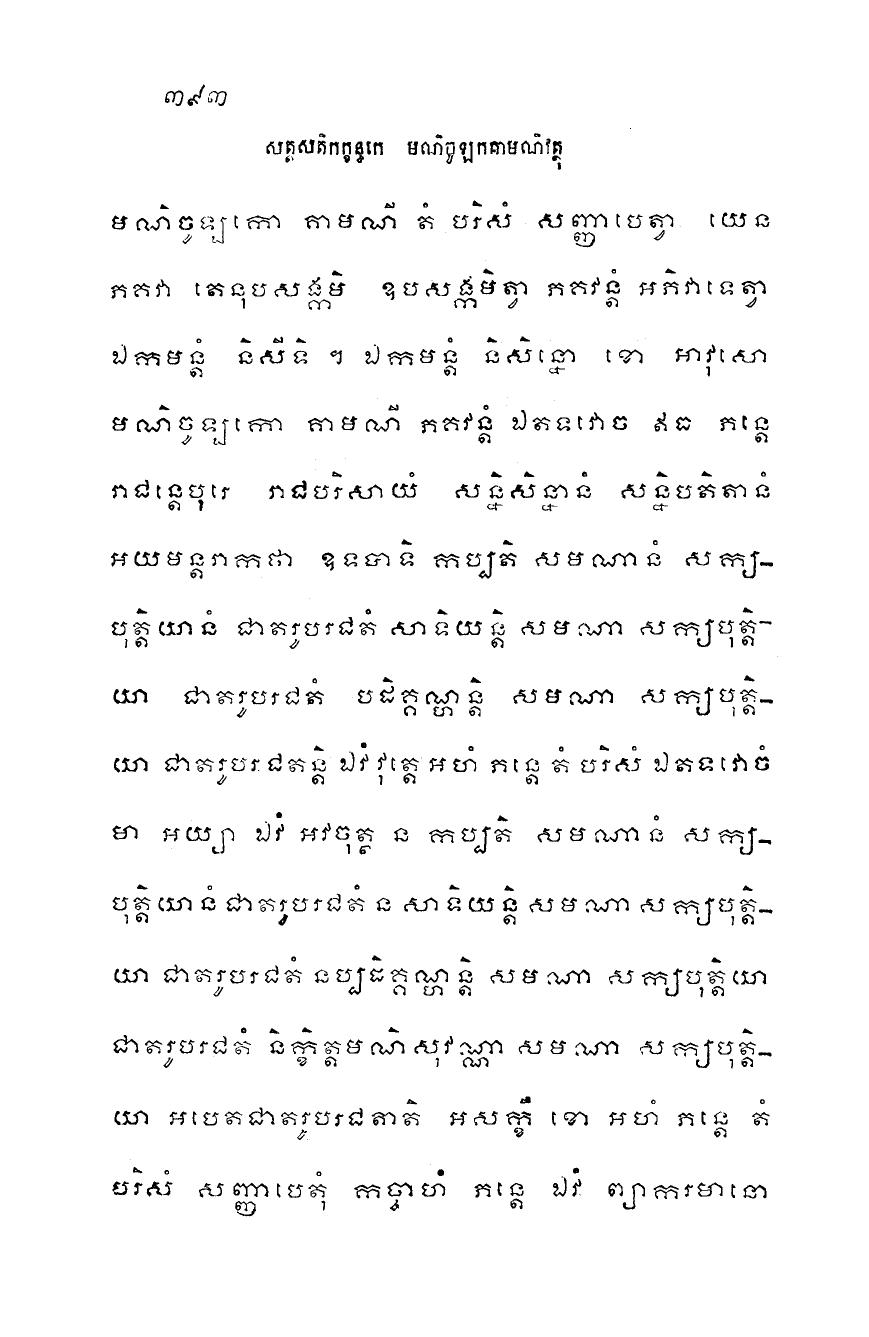 ៣៩៣
សត្តសតិកក្ខន្ធកេ មណិចូឡកគាមណិវត្ថុ
មណិចូឡ្បកោ គាមណី តំ បរិសំ សញ្ញាបេត្វា យេន
ភគវា តេនុបសង្កមិ ឧបសង្កមិត្វា ភគវន្តំ អភិវាទេត្វា
ឯកមន្តំ និសីទិ ។ ឯកមន្តំ និសិន្នោ ខោ អាវុសោ
មណិចូឡ្បកោ គាមណី ភគវន្តំ ឯតទវោច ឥធ ភន្តេ
រាជន្តេបុរេ រាជបរិសាយំ សន្និសិន្នានំ សន្និបតិតានំ
អយមន្តរាកថា ឧទបាទិ កប្បតិ សមណានំ សក្យ-
បុត្តិយានំ ជាតរូបរជតំ សាទិយន្តិ សមណា សក្យបុត្តិ-
យា ជាតរូបរជតំ បដិគ្គណ្ហន្តិ សមណា សក្យបុត្តិ-
យា ជាតរូបរជតន្តិ ឯវំ វុត្តេ អហំ ភន្តេ តំ បរិសំ ឯតទវោចំ
មា អយ្យា ឯវំ អវចុត្ថ ន កប្បតិ សមណានំ សក្យ-
បុត្តិយានំ ជាតរូបរជតំ ន សាទិយន្តិ សមណា សក្យបុត្តិ-
យា ជាតរូបរជតំ នប្បដិគ្គណ្ហន្តិ សមណា សក្យបុត្តិយា
ជាតរូបរជតំ និក្ខិត្តមណិសុវណ្ណា សមណា សក្យបុត្តិ-
យា អបេតជាតរូបរជតាតិ អសក្ខឹ ខោ អហំ ភន្តេ តំ
បរិសំ សញ្ញាបេតុំ កច្ចាហំ ភន្តេ ឯវំ ព្យាករមានោ